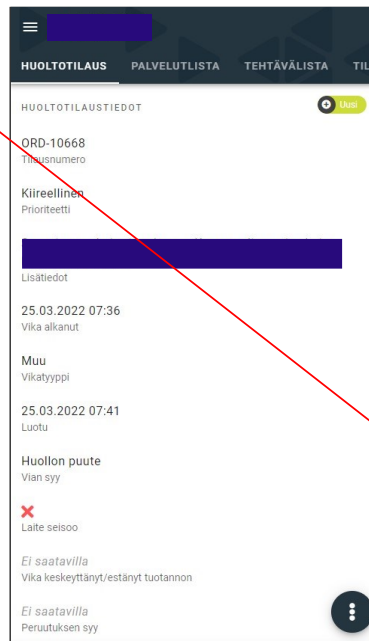 HUOLTOTILAUS PALVELUTLISTA TEHTÄVÄLISTA TIL
HUOLTOTILAUSTIEDOT Uusi
ORD-10668
Tilausnumero
Kiireellinen
Prioriteetti
Lisätiedot
25.03.2022 07:36
Vika alkanut
Muu
Vikatyyppi
25.03.2022 07:41
Luotu
Huollon puute
Vian syy
Laite seisoo
Ei saatavilla
Vika keskeyttänyt/estänyt tuotannon
Ei saatavilla
Peruutuksen syy